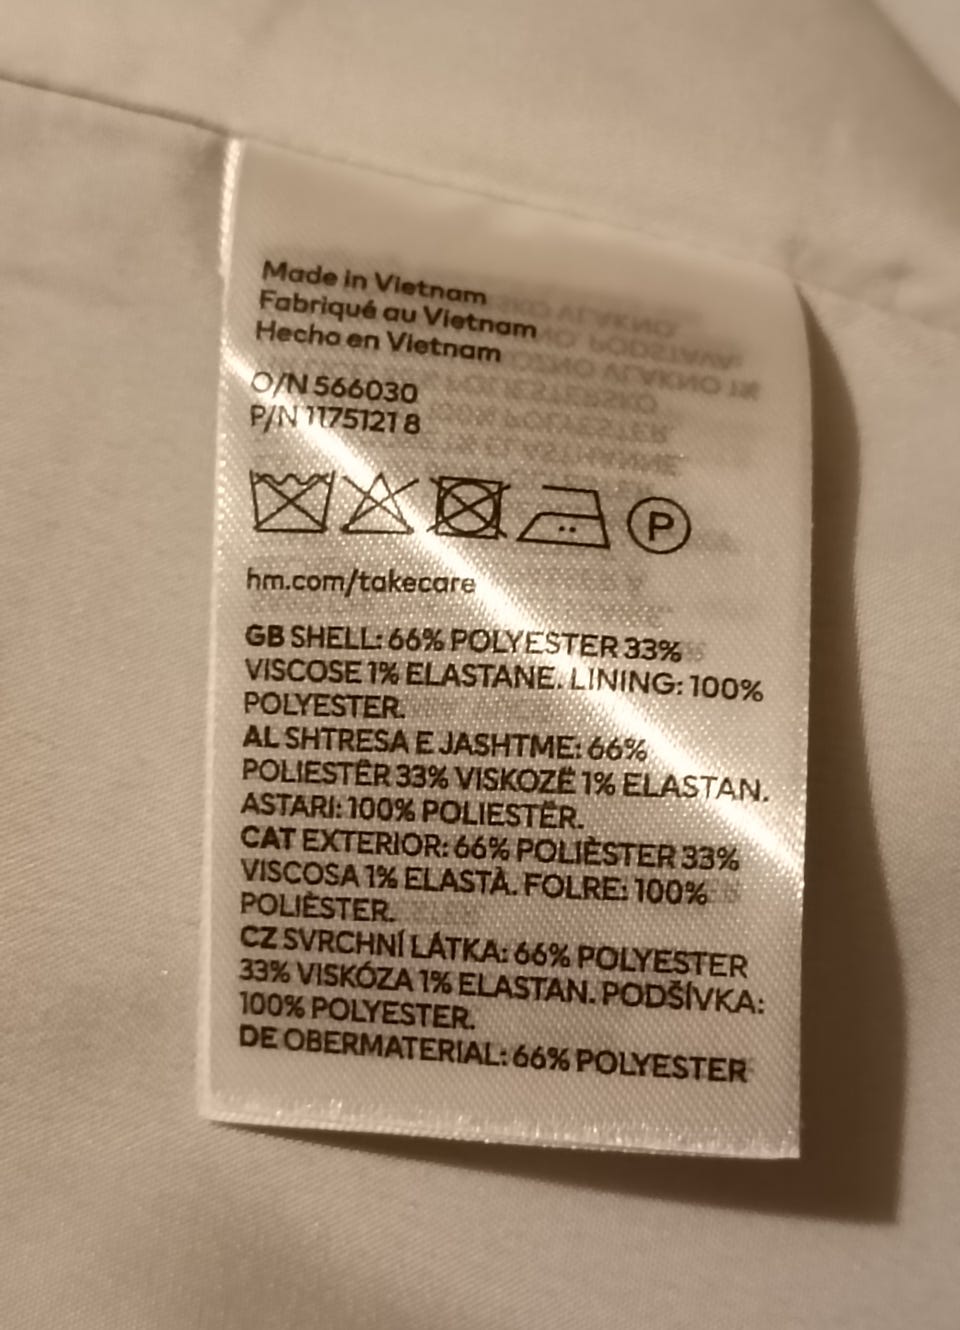 Made in Vietnam
Fabriqué au Vietnam
Hecho en Vietnam
O/N 566030
P/N 1175121 8
P
hm.com/takecare
GB SHELL: 66% POLYESTER 33%
VISCOSE 1% ELASTANE. LINING: 100%
POLYESTER.
AL SHTRESA E JASHTME: 66%
POLIESTËR 33% VISKOZË 1% ELASTAN.
ASTARI: 100% POLIESTËR.
CAT EXTERIOR: 66% POLIÈSTER 33%
VISCOSA 1% ELASTÀ. FOLRE: 100%
POLIÈSTER.
CZ SVRCHNÍ LÁTKA: 66% POLYESTER
33% VISKÓZA 1% ELASTAN. PODŠÍVKA:
100% POLYESTER.
DE OBERMATERIAL: 66% POLYESTER